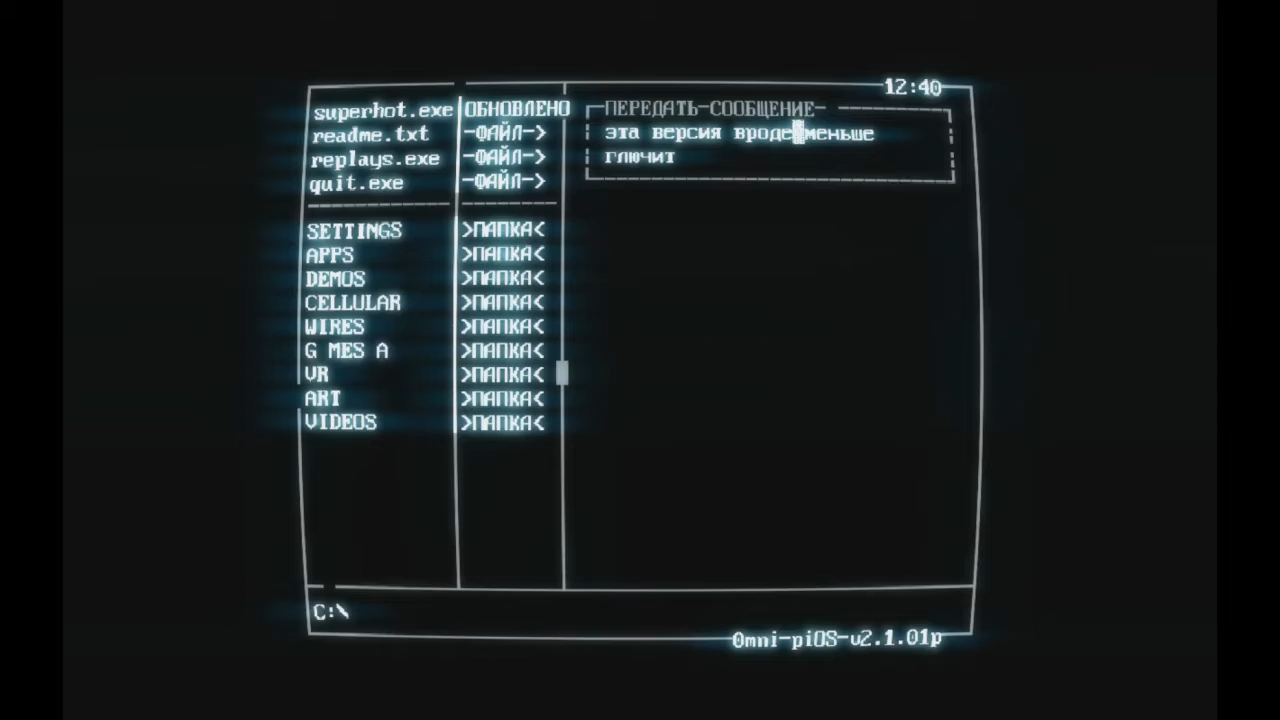 12:40
superhot.exe ОБНОВЛЕНО
readme.txt -ФАЙЛ->
replays.exe -ФАЙЛ->
quit.exe -ФАЙЛ->
SETTINGS >ПАПКА<
APPS >ПАПКА<
DEMOS >ПАПКА<
CELLULAR >ПАПКА<
WIRES >ПАПКА<
G MES A >ПАПКА<
VR >ПАПКА<
ART >ПАПКА<
VIDEOS >ПАПКА<
ПЕРЕДАТЬ-СООБЩЕНИЕ-
эта версия вроде меньше
глючит
C:\
Omni-piOS-v2.1.01p